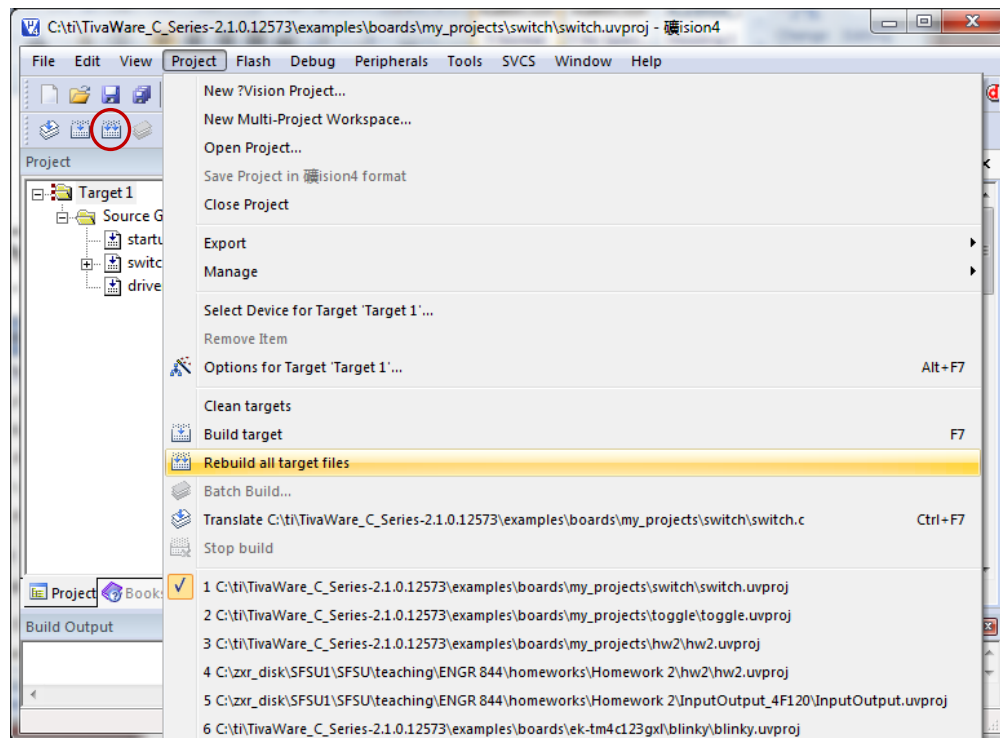 C:\ti\TivaWare_C_Series-2.1.0.12573\examples\boards\my_projects\switch\switch.uvproj - 礦ision4
File Edit View Project Flash Debug Peripherals Tools SVCS Window Help
New ?Vision Project...
New Multi-Project Workspace...
Open Project...
Save Project in 礦ision4 format
Close Project
Export
Manage
Select Device for Target 'Target 1'...
Remove Item
Options for Target 'Target 1'... Alt+F7
Clean targets
Build target F7
Rebuild all target files
Batch Build...
Translate C:\ti\TivaWare_C_Series-2.1.0.12573\examples\boards\my_projects\switch\switch.c Ctrl+F7
Stop build
1 C:\ti\TivaWare_C_Series-2.1.0.12573\examples\boards\my_projects\switch\switch.uvproj
2 C:\ti\TivaWare_C_Series-2.1.0.12573\examples\boards\my_projects\toggle\toggle.uvproj
3 C:\ti\TivaWare_C_Series-2.1.0.12573\examples\boards\my_projects\hw2\hw2.uvproj
4 C:\zxr_disk\SFSU1\SFSU\teaching\ENGR 844\homeworks\Homework 2\hw2\hw2.uvproj
5 C:\zxr_disk\SFSU1\SFSU\teaching\ENGR 844\homeworks\Homework 2\InputOutput_4F120\InputOutput.uvproj
6 C:\ti\TivaWare_C_Series-2.1.0.12573\examples\boards\ek-tm4c123gxl\blinky\blinky.uvproj
Project
Target 1
Source G
startu
switc
drive
Project Books
Build Output